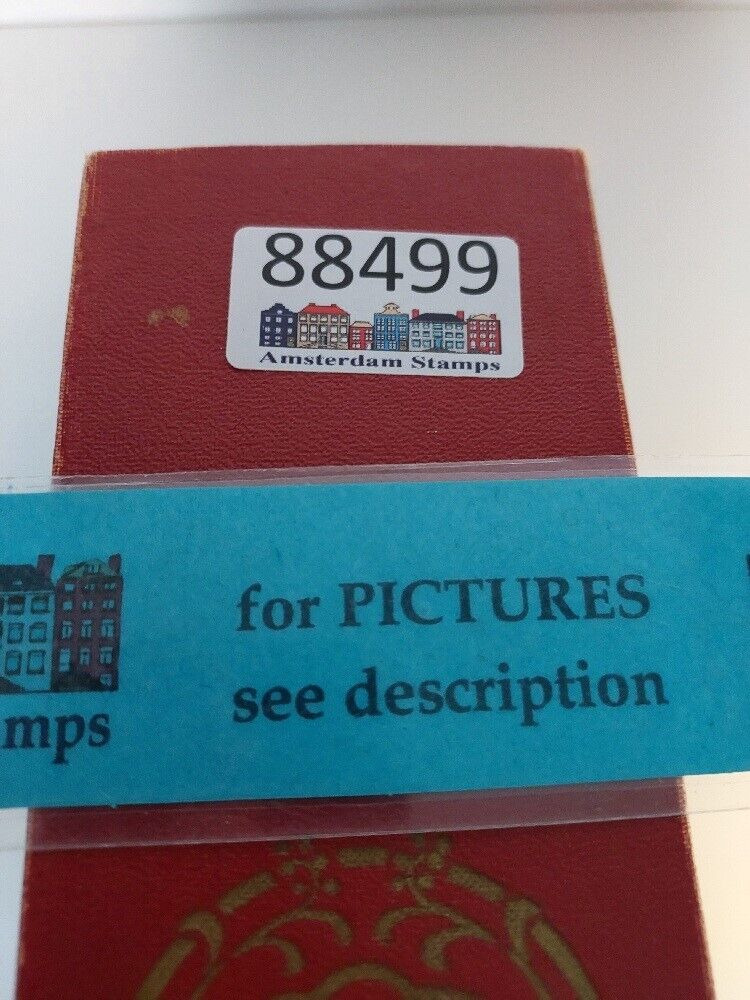 88499
Amsterdam Stamps
for PICTURES
see description
mps